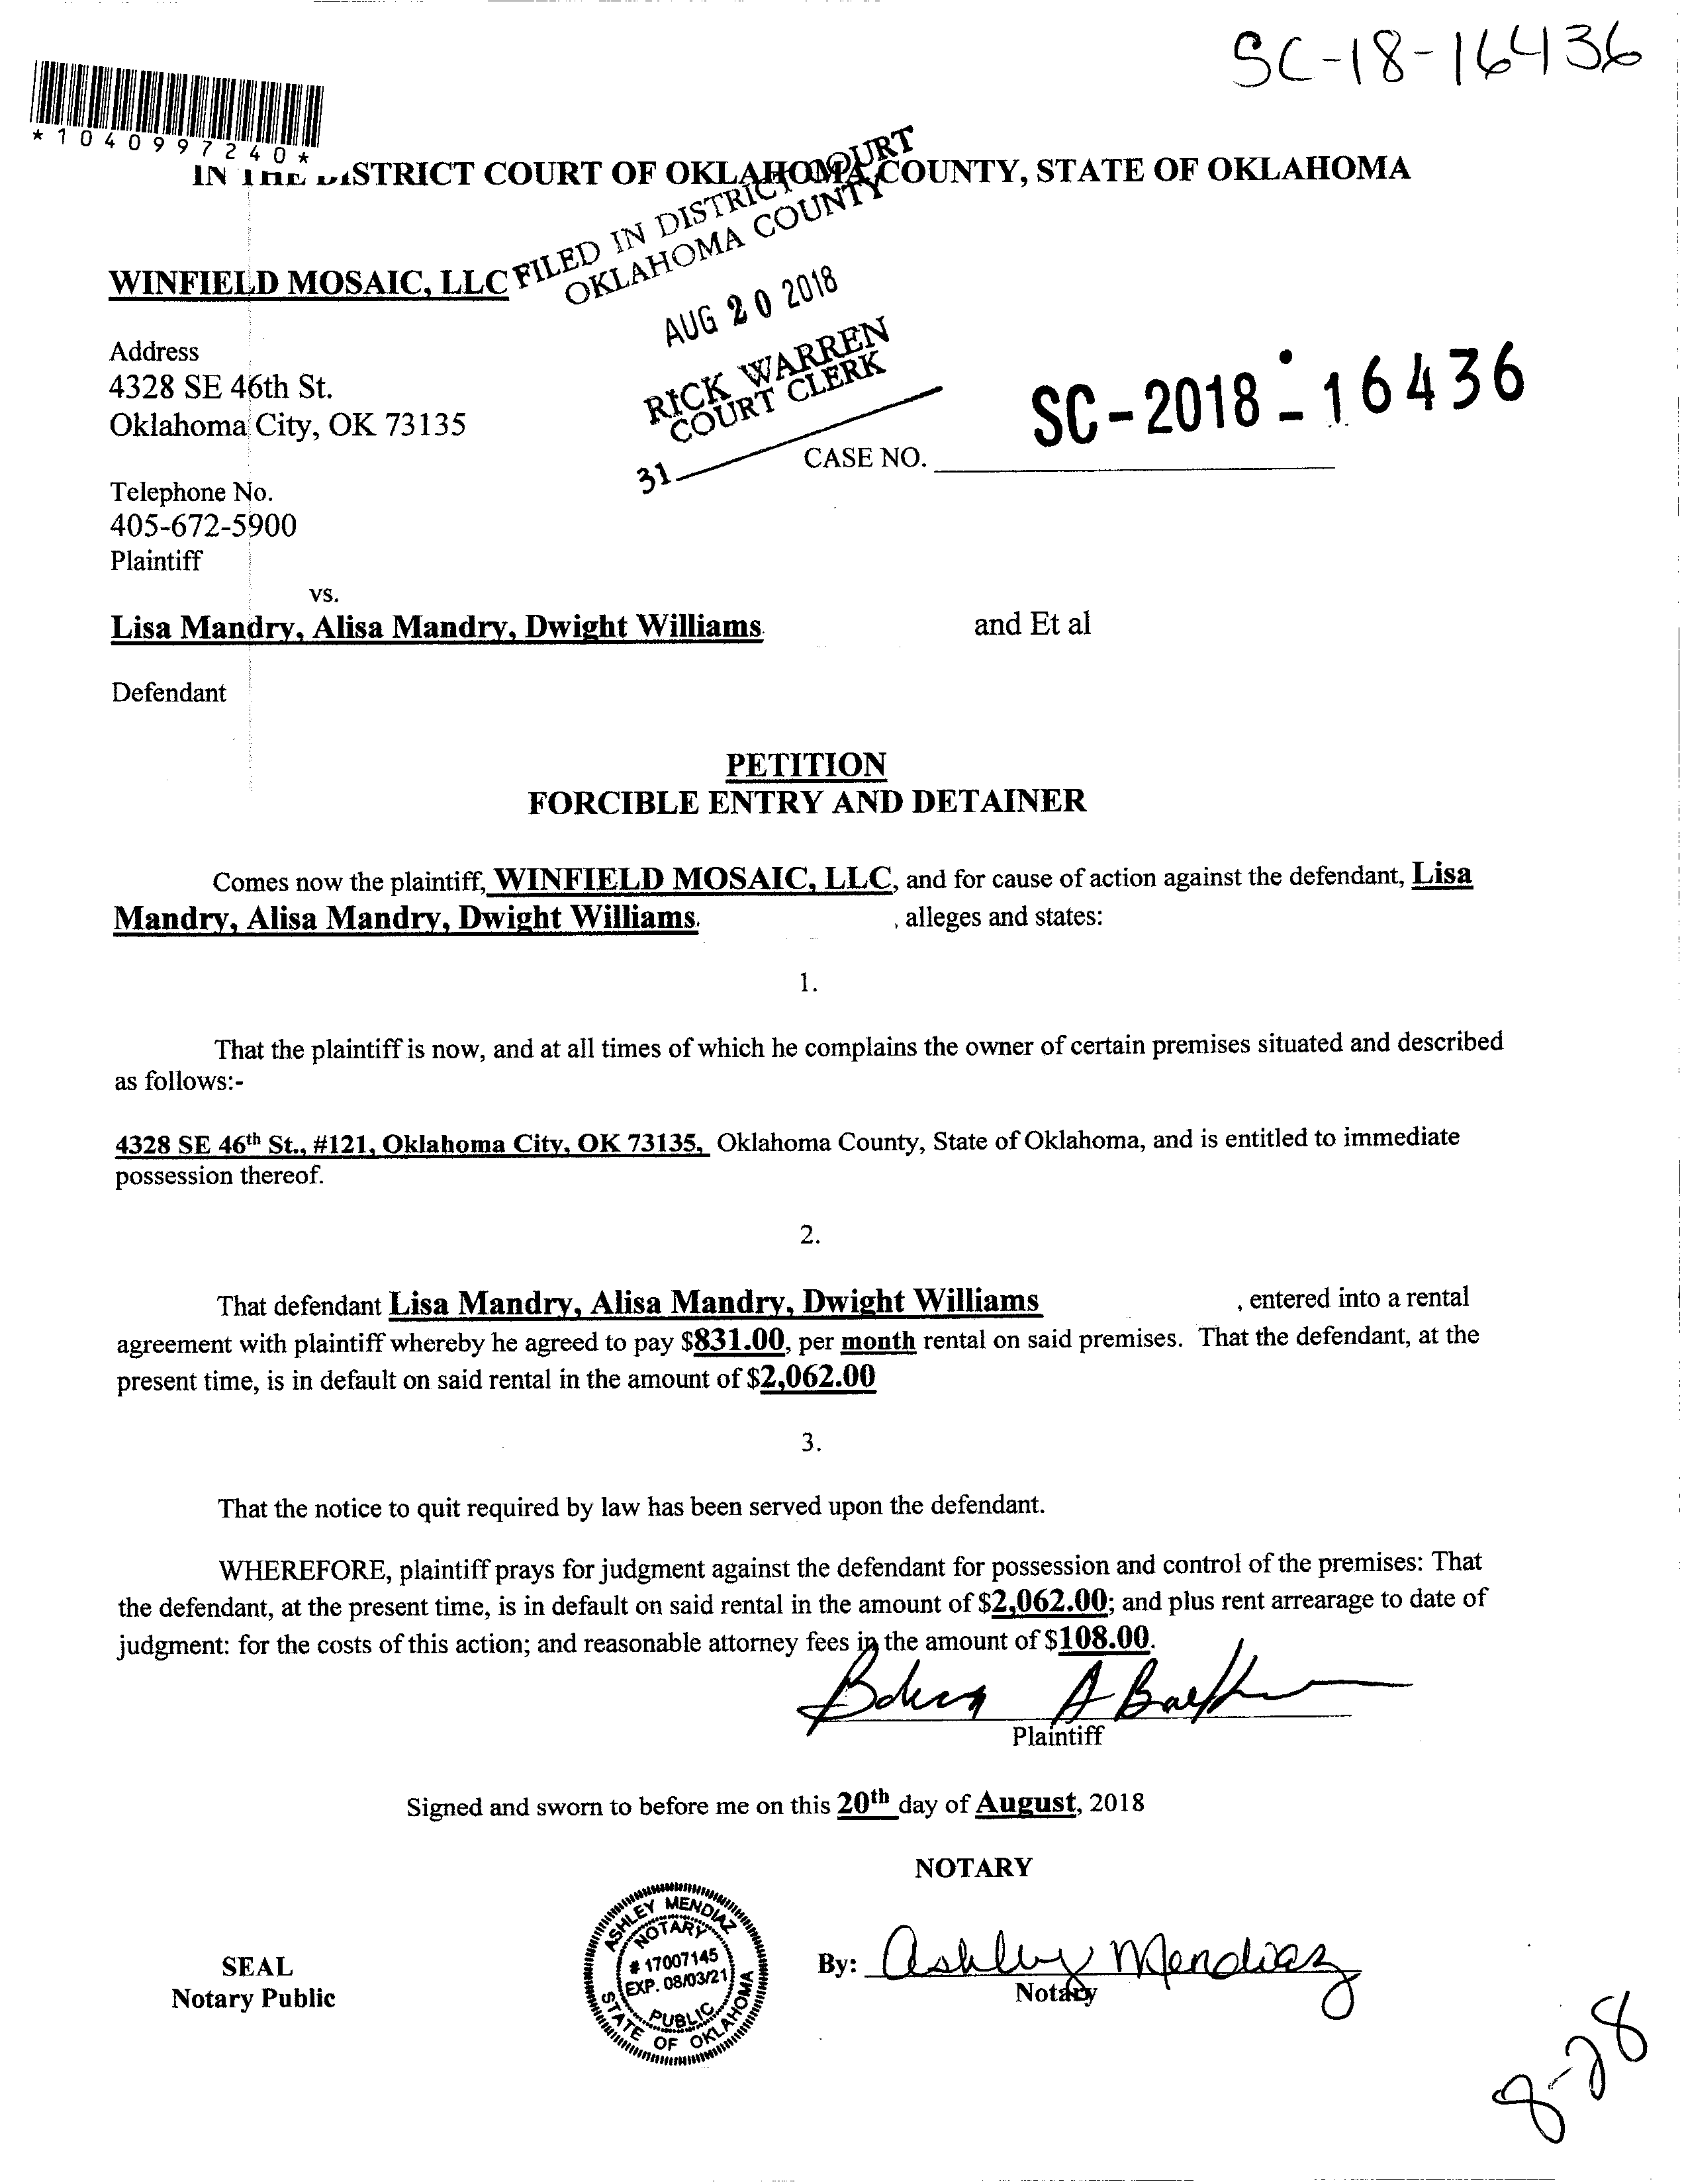 SC-18-16436
*1040997240*
IN THE DISTRICT COURT OF OKLAHOMA COUNTY, STATE OF OKLAHOMA
FILED IN DISTRICT COURT
OKLAHOMA COUNTY
WINFIELD MOSAIC, LLC
AUG 20 2018
Address
4328 SE 46th St.
Oklahoma City, OK 73135
RICK WARREN
COURT CLERK
31
CASE NO. SC-2018-16436
Telephone No.
405-672-5900
Plaintiff
vs.
Lisa Mandry, Alisa Mandry, Dwight Williams and Et al
Defendant
PETITION
FORCIBLE ENTRY AND DETAINER
Comes now the plaintiff, WINFIELD MOSAIC, LLC, and for cause of action against the defendant, Lisa
Mandry, Alisa Mandry, Dwight Williams , alleges and states:
1.
That the plaintiff is now, and at all times of which he complains the owner of certain premises situated and described
as follows:-
4328 SE 46th St., #121, Oklahoma City, OK 73135, Oklahoma County, State of Oklahoma, and is entitled to immediate
possession thereof.
2.
That defendant Lisa Mandry, Alisa Mandry, Dwight Williams , entered into a rental
agreement with plaintiff whereby he agreed to pay $831.00, per month rental on said premises. That the defendant, at the
present time, is in default on said rental in the amount of $2,062.00
3.
That the notice to quit required by law has been served upon the defendant.
WHEREFORE, plaintiff prays for judgment against the defendant for possession and control of the premises: That
the defendant, at the present time, is in default on said rental in the amount of $2,062.00; and plus rent arrearage to date of
judgment: for the costs of this action; and reasonable attorney fees in the amount of $108.00.
A
Plaintiff
Signed and sworn to before me on this 20th day of August, 2018
NOTARY
ASHLEY MENDIAZ
NOTARY
# 17007145
EXP. 08/03/21
PUBLIC
STATE OF OKLAHOMA
SEAL
Notary Public
By: Ashley Mendiaz
Notary
8-28